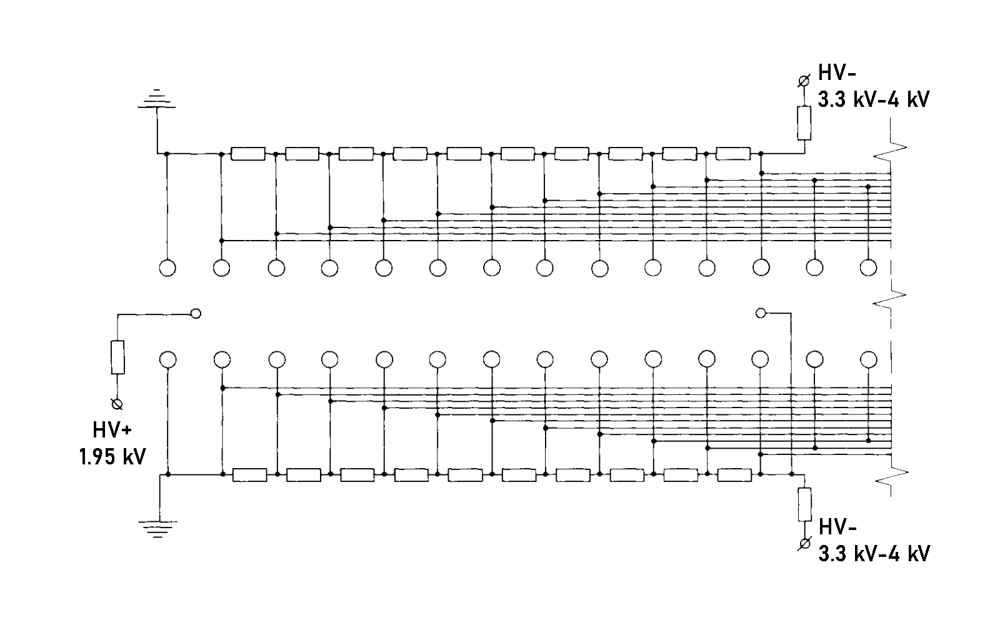 HV-
3.3 kV-4 kV
HV+
1.95 kV
HV-
3.3 kV-4 kV